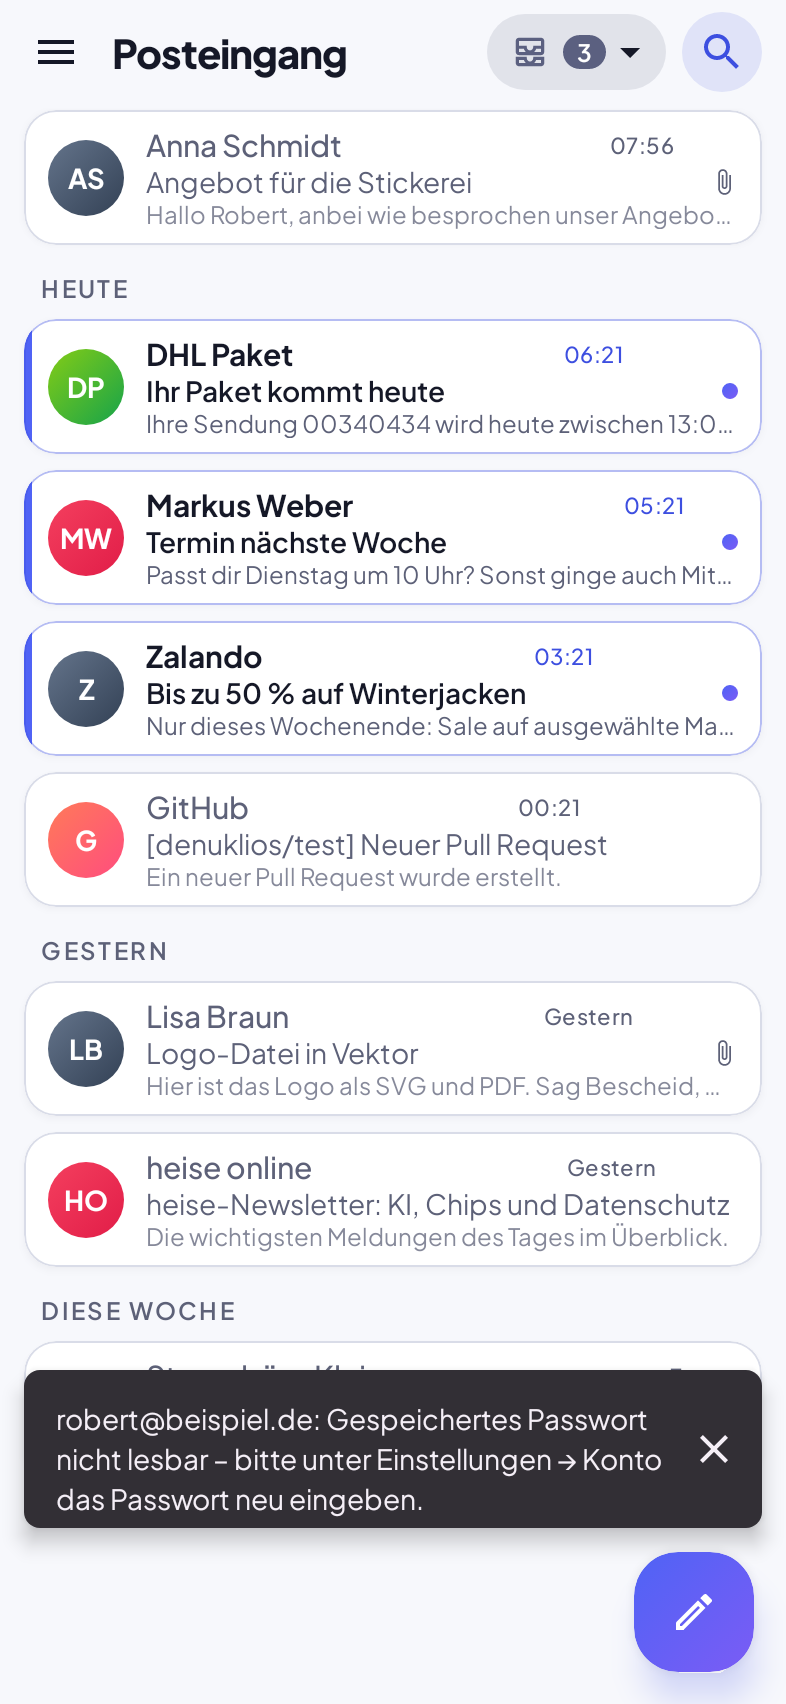 Posteingang
3
AS
Anna Schmidt
07:56
Angebot für die Stickerei
Hallo Robert, anbei wie besprochen unser Angebo…
HEUTE
DP
DHL Paket
06:21
Ihr Paket kommt heute
Ihre Sendung 00340434 wird heute zwischen 13:0…
MW
Markus Weber
05:21
Termin nächste Woche
Passt dir Dienstag um 10 Uhr? Sonst ginge auch Mit…
Z
Zalando
03:21
Bis zu 50 % auf Winterjacken
Nur dieses Wochenende: Sale auf ausgewählte Ma…
G
GitHub
00:21
[denuklios/test] Neuer Pull Request
Ein neuer Pull Request wurde erstellt.
GESTERN
LB
Lisa Braun
Gestern
Logo-Datei in Vektor
Hier ist das Logo als SVG und PDF. Sag Bescheid, …
HO
heise online
Gestern
heise-Newsletter: KI, Chips und Datenschutz
Die wichtigsten Meldungen des Tages im Überblick.
DIESE WOCHE
robert@beispiel.de: Gespeichertes Passwort
nicht lesbar – bitte unter Einstellungen → Konto
das Passwort neu eingeben.